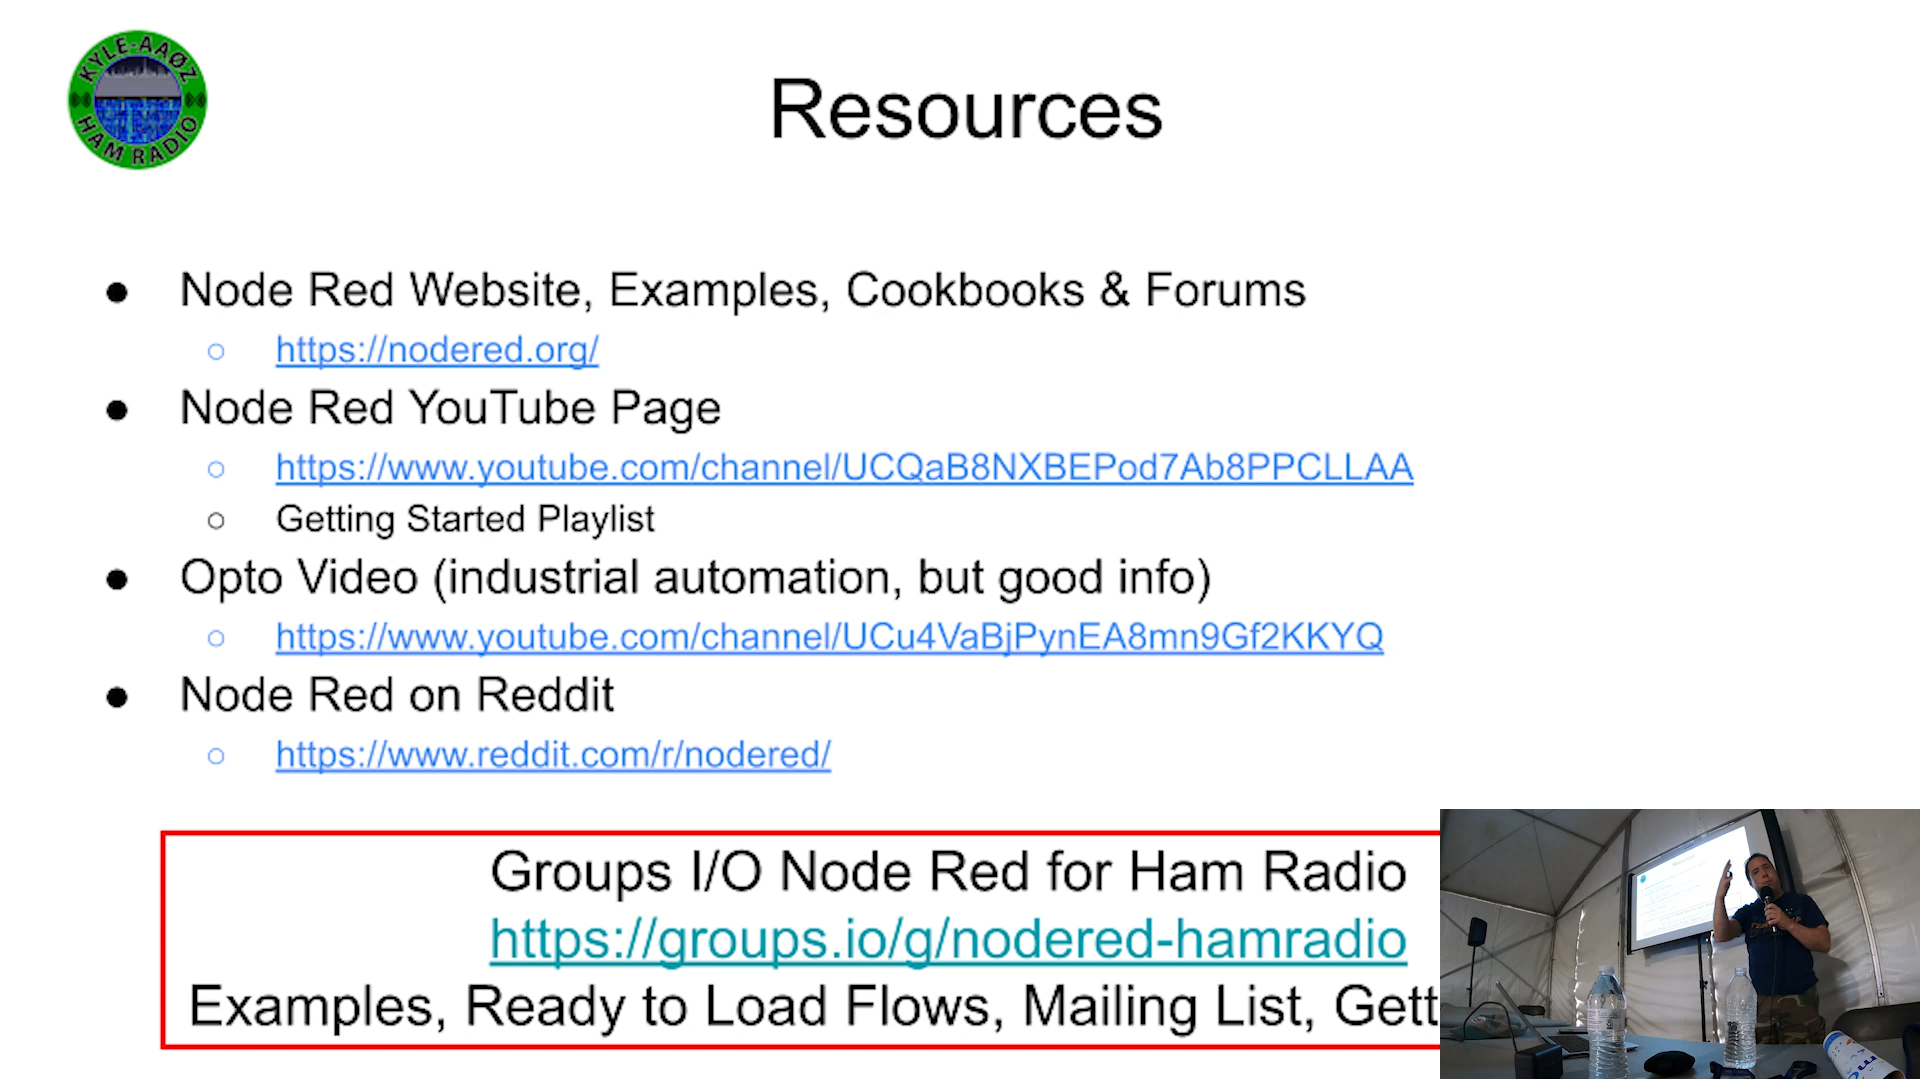 KYLE-AAØZ
HAM RADIO
Resources
● Node Red Website, Examples, Cookbooks & Forums
○ https://nodered.org/
● Node Red YouTube Page
○ https://www.youtube.com/channel/UCQaB8NXBEPod7Ab8PPCLLAA
○ Getting Started Playlist
● Opto Video (industrial automation, but good info)
○ https://www.youtube.com/channel/UCu4VaBjPynEA8mn9Gf2KKYQ
● Node Red on Reddit
○ https://www.reddit.com/r/nodered/
Groups I/O Node Red for Ham Radio
https://groups.io/g/nodered-hamradio
Examples, Ready to Load Flows, Mailing List, Gett